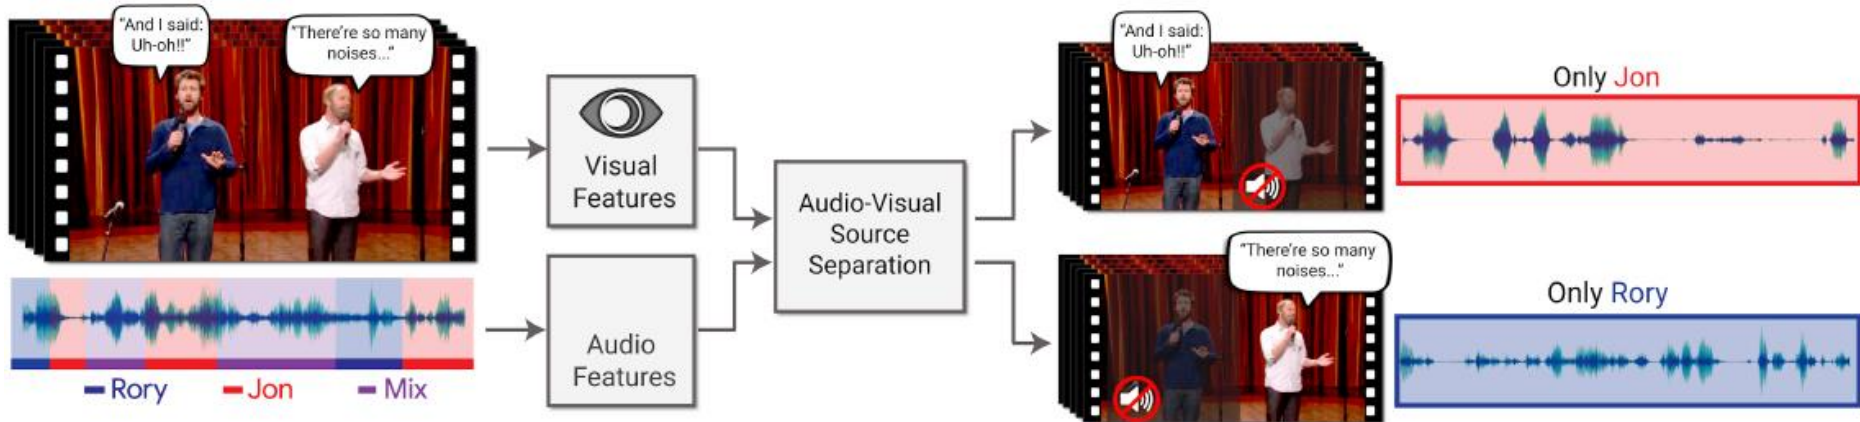 "And I said:
Uh-oh!!"
"There're so many
noises..."
Rory
Jon
Mix
Visual
Features
Audio
Features
Audio-Visual
Source
Separation
"And I said:
Uh-oh!!"
Only Jon
"There're so many
noises..."
Only Rory